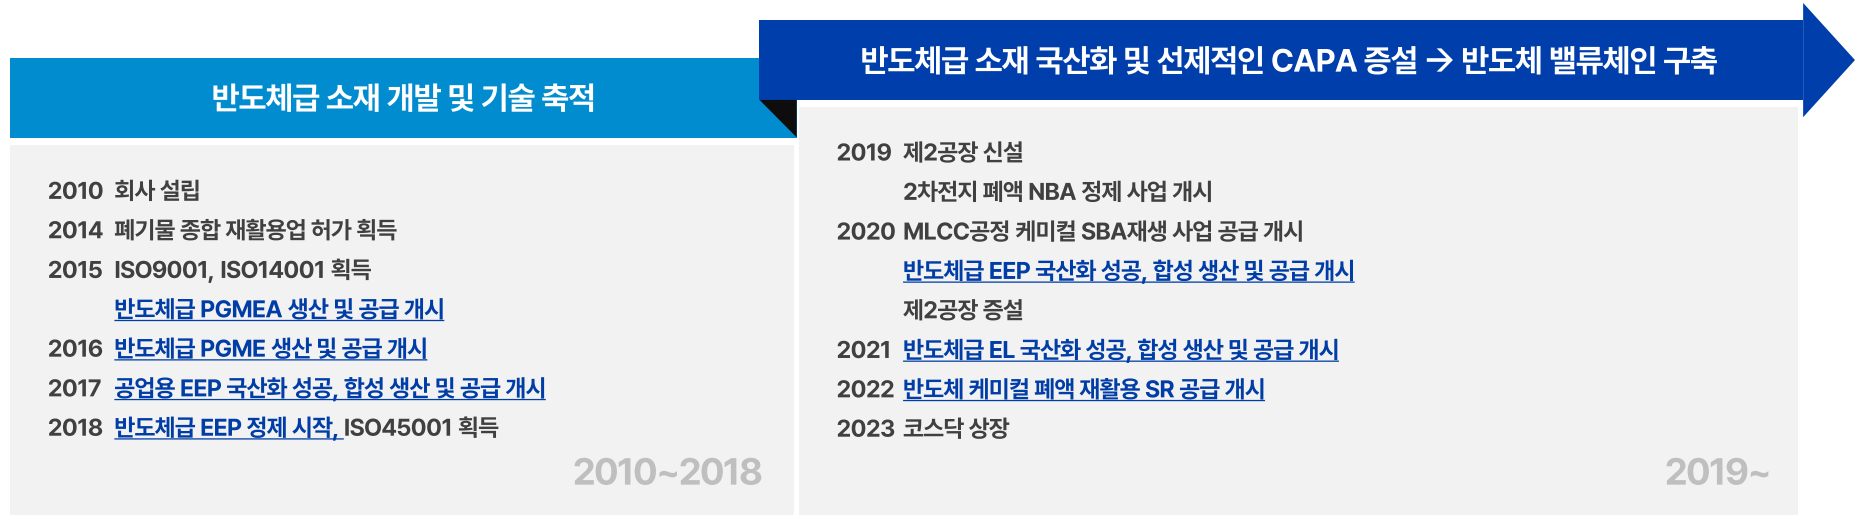 반도체급 소재 개발 및 기술 축적
2010 회사 설립
2014 폐기물 종합 재활용업 허가 획득
2015 ISO9001, ISO14001 획득
반도체급 PGMEA 생산 및 공급 개시
2016 반도체급 PGME 생산 및 공급 개시
2017 공업용 EEP 국산화 성공, 합성 생산 및 공급 개시
2018 반도체급 EEP 정제 시작, ISO45001 획득
2010~2018
반도체급 소재 국산화 및 선제적인 CAPA 증설 → 반도체 밸류체인 구축
2019 제2공장 신설
2차전지 폐액 NBA 정제 사업 개시
2020 MLCC공정 케미컬 SBA재생 사업 공급 개시
반도체급 EEP 국산화 성공, 합성 생산 및 공급 개시
제2공장 증설
2021 반도체급 EL 국산화 성공, 합성 생산 및 공급 개시
2022 반도체 케미컬 폐액 재활용 SR 공급 개시
2023 코스닥 상장
2019~